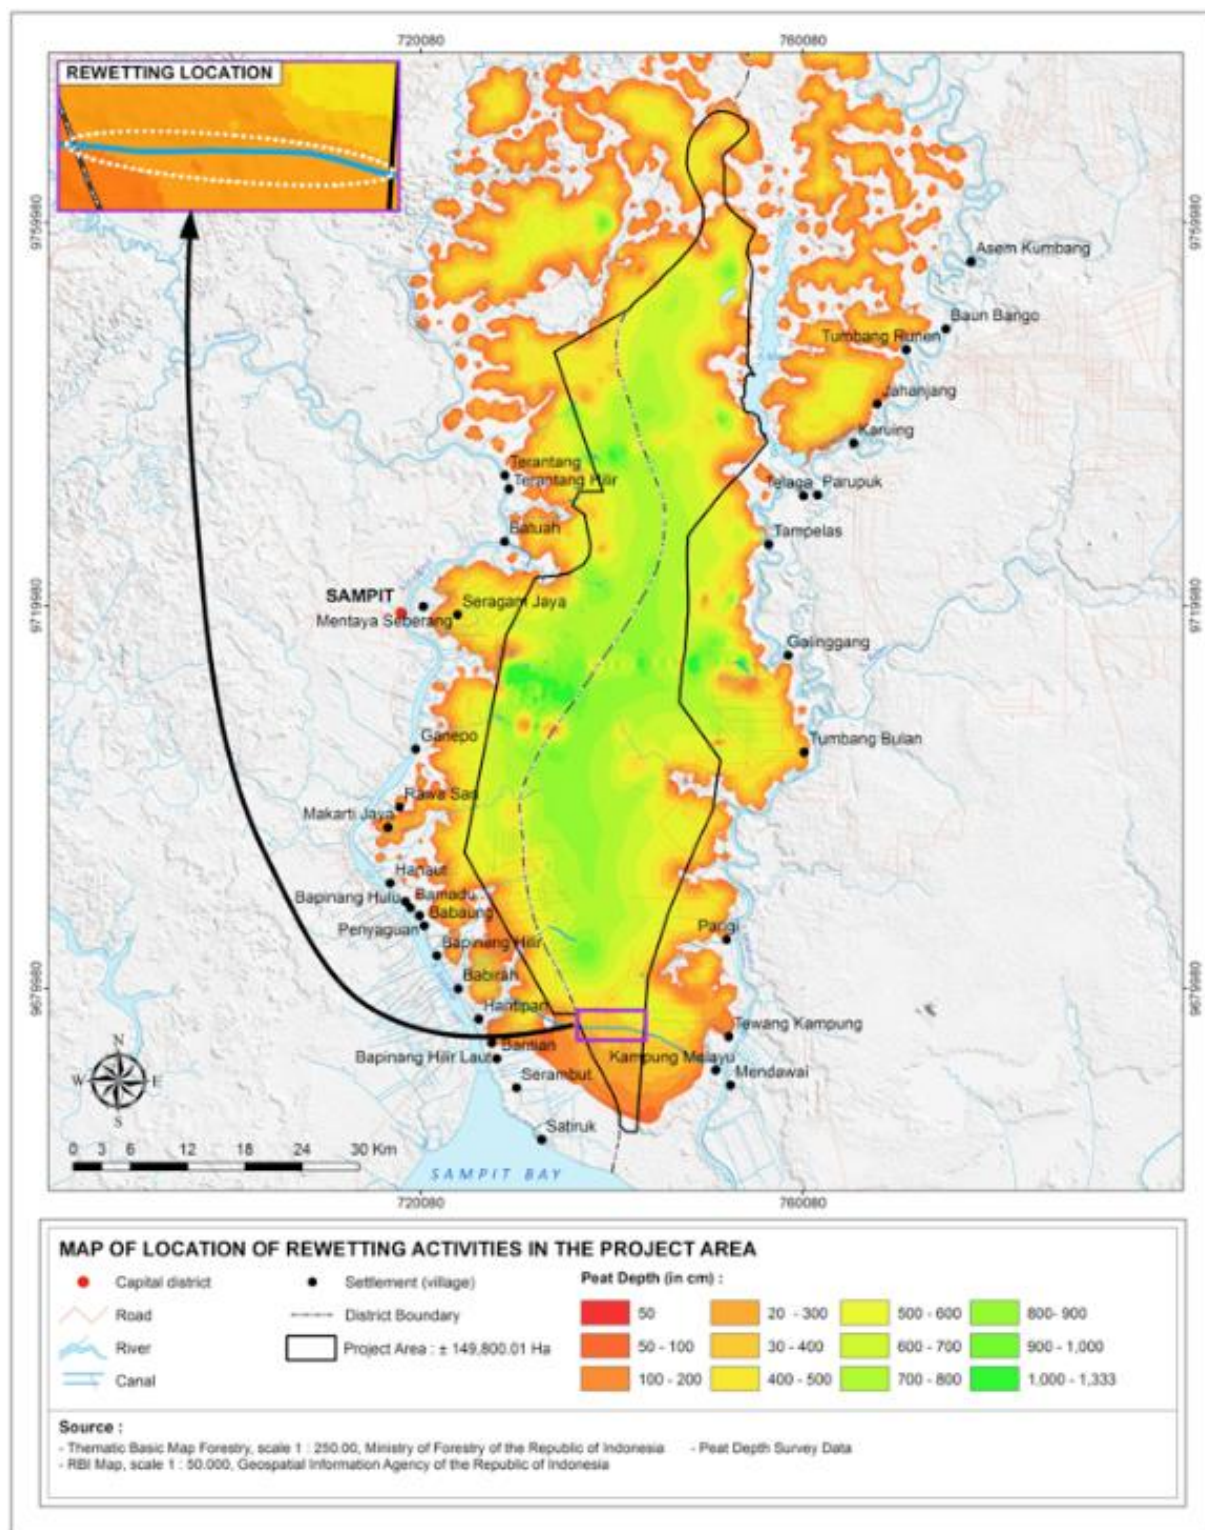 720080 760080
REWETTING LOCATION
9759980 9759980
Asem Kumbang
Baun Bango
Tumbang Runen
Jahanjang
Karuing
Terantang
Terantang Hilir
Telaga Parupuk
Batuah
Tampelas
SAMPIT
Seragam Jaya
Mentaya Seberang
9719980 9719980
Galinggang
Ganepo
Tumbang Bulan
Rawa Sari
Makarti Jaya
Hanaut
Bapinang Hulu
Bamadu
Babaung
Penyaguan
Pangi
Bapinang Hilir
Babirah
9679980 9679980
Hantipan
Tewang Kampung
Bantian
Bapinang Hilir Laut
Kampung Melayu
Mendawai
Serambut
Satiruk
N
W E
S
0 3 6 12 18 24 30 Km
SAMPIT BAY
720080 760080
MAP OF LOCATION OF REWETTING ACTIVITIES IN THE PROJECT AREA
Capital district
Road
River
Canal
Settlement (village)
District Boundary
Project Area : ± 149,800.01 Ha
Peat Depth (in cm) :
50
50 - 100
100 - 200
20 - 300
30 - 400
400 - 500
500 - 600
600 - 700
700 - 800
800- 900
900 - 1,000
1,000 - 1,333
Source :
- Thematic Basic Map Forestry, scale 1 : 250.00, Ministry of Forestry of the Republic of Indonesia - Peat Depth Survey Data
- RBI Map, scale 1 : 50.000, Geospatial Information Agency of the Republic of Indonesia